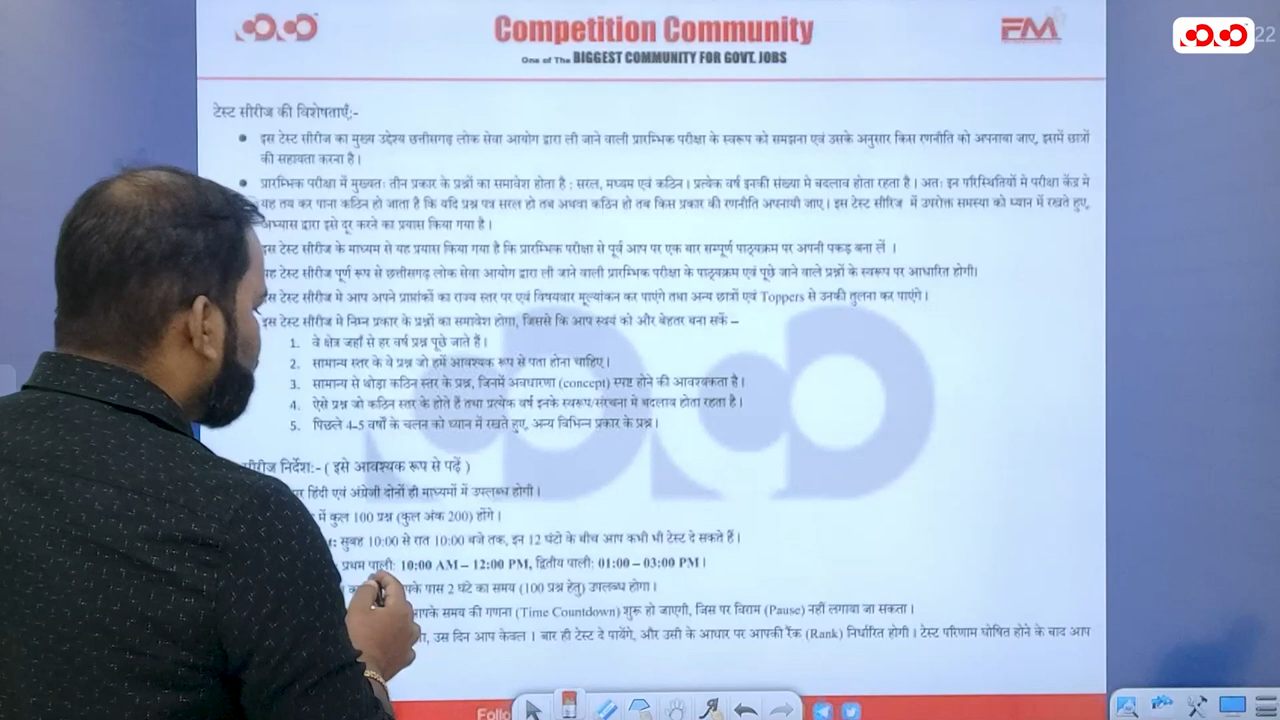 22
Competition Community
FM
One of The BIGGEST COMMUNITY FOR GOVT. JOBS
टेस्ट सीरीज की विशेषताएँ:-
इस टेस्ट सीरीज का मुख्य उद्देश्य छत्तीसगढ़ लोक सेवा आयोग द्वारा ली जाने वाली प्रारम्भिक परीक्षा के स्वरूप को समझना एवं उसके अनुसार किस रणनीति को अपनाबा जाए, इसमें छात्रों
की सहायता करना है।
प्रारम्भिक परीक्षा में मुख्यतः तीन प्रकार के प्रश्नों का समावेश होता है : सरल, मध्यम एवं कठिन। प्रत्येक वर्ष इनकी संख्या मे बदलाव होता रहता है। अतः इन परिस्थितियों मे परीक्षा केंद्र मे
यह तय कर पाना कठिन हो जाता है कि यदि प्रश्न पत्र सरल हो तब अथवा कठिन हो तब किस प्रकार की रणनीति अपनायी जाए। इस टेस्ट सीरिज में उपरोक्त समस्या को ध्यान में रखते हुए,
अभ्यास द्वारा इसे दूर करने का प्रयास किया गया है।
इस टेस्ट सीरीज के माध्यम से यह प्रयास किया गया है कि प्रारम्भिक परीक्षा से पूर्व आप पर एक बार सम्पूर्ण पाठ्यक्रम पर अपनी पकड़ बना लें ।
यह टेस्ट सीरीज पूर्ण रूप से छत्तीसगढ़ लोक सेवा आयोग द्वारा ली जाने वाली प्रारम्भिक परीक्षा के पाठ्यक्रम एवं पूछे जाने वाले प्रश्नों के स्वरूप पर आधारित होगी।
इस टेस्ट सीरीज मे आप अपने प्राप्तांकों का राज्य स्तर पर एवं विषयवार मूल्यांकन कर पाएंगे तथा अन्य छात्रों एवं Toppers से उनकी तुलना कर पाएंगे।
इस टेस्ट सीरीज मे निम्न प्रकार के प्रश्नों का समावेश होगा, जिससे कि आप स्वयं को और बेहतर बना सकें –
1. वे क्षेत्र जहाँ से हर वर्ष प्रश्न पूछे जाते हैं।
2. सामान्य स्तर के वे प्रश्न जो हमें आवश्यक रूप से पता होना चाहिए।
3. सामान्य से थोड़ा कठिन स्तर के प्रश्न, जिनमें अवधारणा (concept) स्पष्ट होने की आवश्यकता है।
4. ऐसे प्रश्न जो कठिन स्तर के होते हैं तथा प्रत्येक वर्ष इनके स्वरूप/संरचना मे बदलाव होता रहता है।
5. पिछले 4-5 वर्षों के चलन को ध्यान में रखते हुए, अन्य विभिन्न प्रकार के प्रश्न।
सीरीज निर्देश:- ( इसे आवश्यक रूप से पढ़ें )
हिंदी एवं अंग्रेजी दोनों ही माध्यमों में उपलब्ध होगी।
में कुल 100 प्रश्न (कुल अंक 200) होंगे।
सुबह 10:00 से रात 10:00 बजे तक, इन 12 घंटो के बीच आप कभी भी टेस्ट दे सकते हैं।
प्रथम पाली: 10:00 AM – 12:00 PM, द्वितीय पाली: 01:00 – 03:00 PM।
पास 2 घंटे का समय (100 प्रश्न हेतु) उपलब्ध होगा।
आपके समय की गणना (Time Countdown) शुरू हो जाएगी, जिस पर विराम (Pause) नहीं लगाया जा सकता।
उस दिन आप केवल 1 बार ही टेस्ट दे पायेंगे, और उसी के आधार पर आपकी रैंक (Rank) निर्धारित होगी। टेस्ट परिणाम घोषित होने के बाद आप